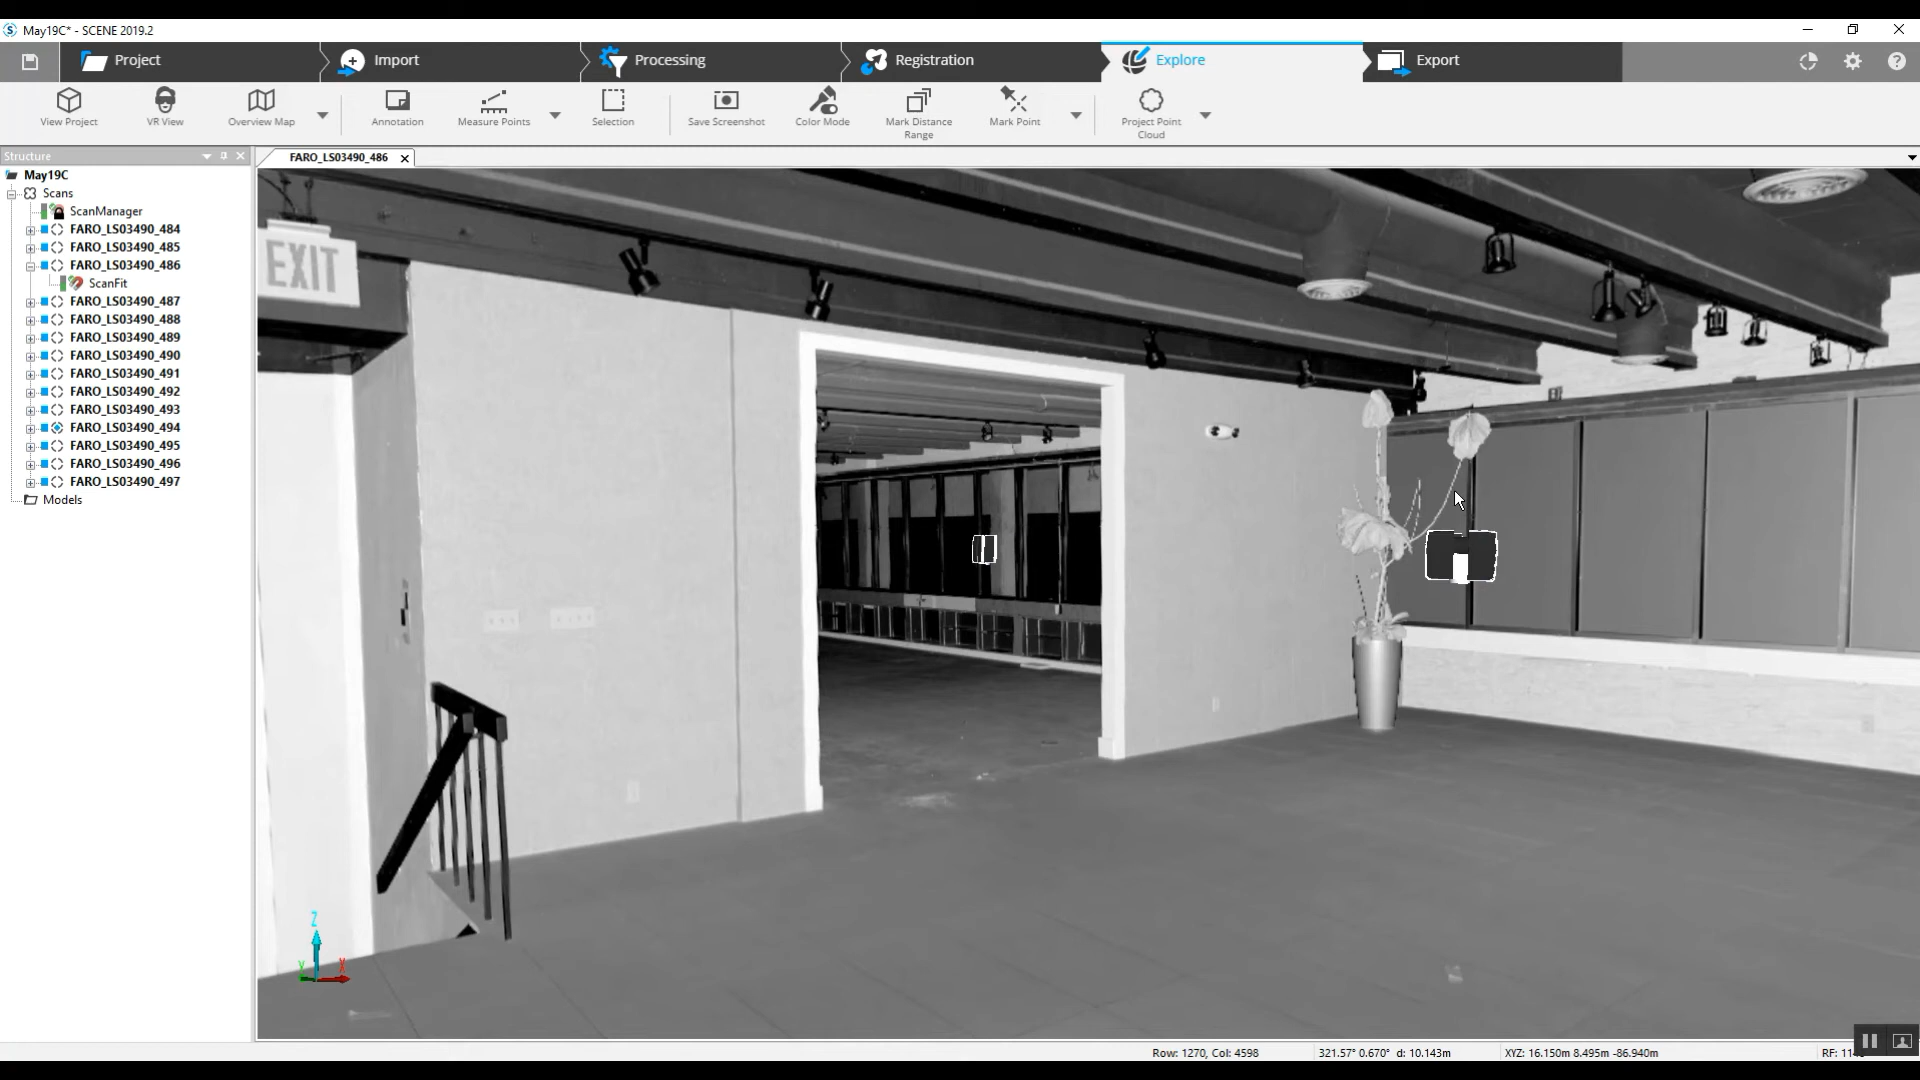 May19C* - SCENE 2019.2
Project
Import
Processing
Registration
Explore
Export
View Project
VR View
Overview Map
Annotation
Measure Points
Selection
Save Screenshot
Color Mode
Mark Distance
Range
Mark Point
Project Point
Cloud
Structure
FARO_LS03490_486
May19C
Scans
ScanManager
FARO_LS03490_484
FARO_LS03490_485
FARO_LS03490_486
ScanFit
FARO_LS03490_487
FARO_LS03490_488
FARO_LS03490_489
FARO_LS03490_490
FARO_LS03490_491
FARO_LS03490_492
FARO_LS03490_493
FARO_LS03490_494
FARO_LS03490_495
FARO_LS03490_496
FARO_LS03490_497
Models
EXIT
Z
Y
X
Row: 1270, Col: 4598
321.57° 0.670° d: 10.143m
XYZ: 16.150m 8.495m -86.940m
RF: